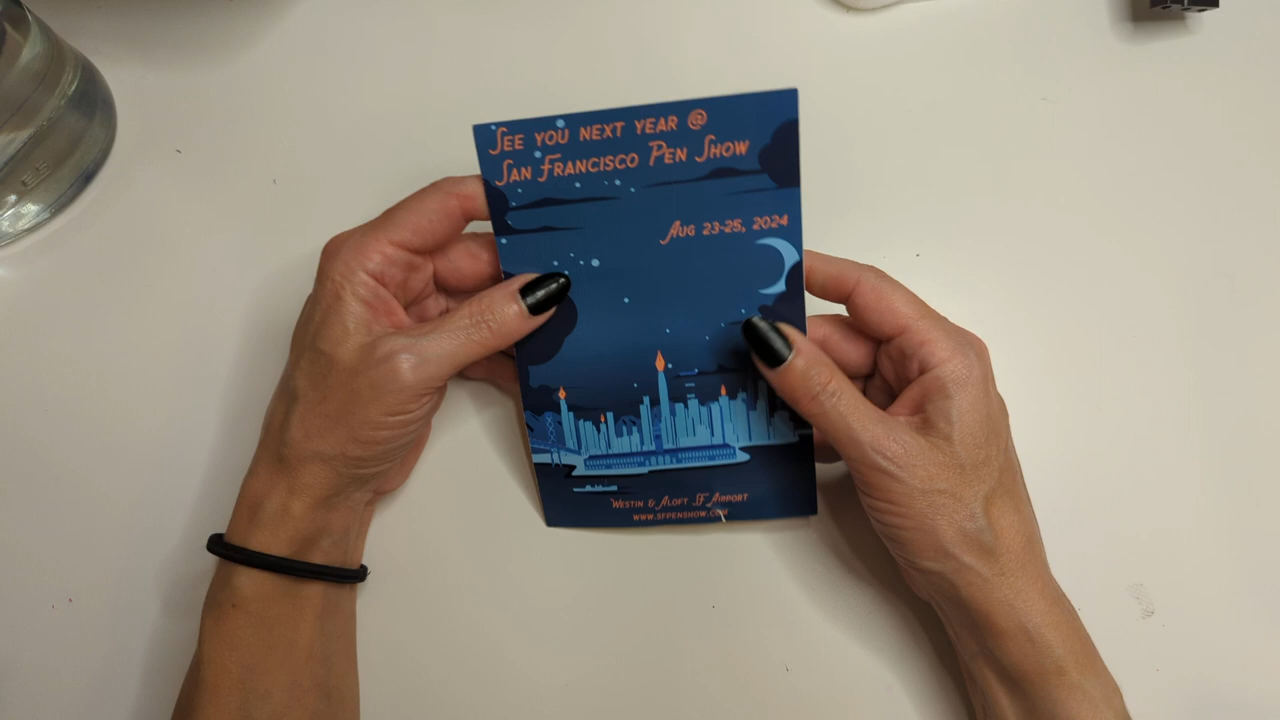 See you next year @
San Francisco Pen Show
Aug 23-25, 2024
Westin & Aloft SF Airport
www.sfpenshow.com